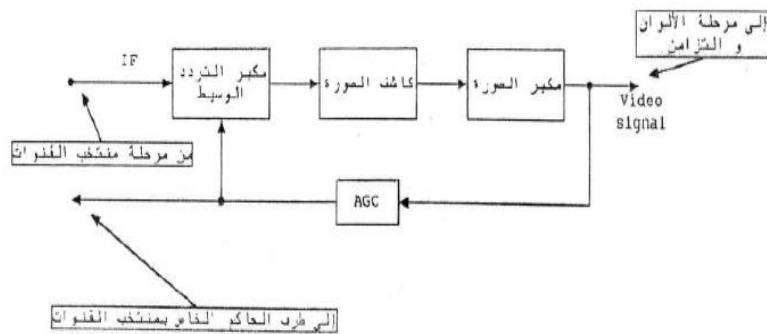 إلى مرحلة الألوان
و التزامن
IF
مكبر التردد
الوسيط
كاشف الصورة
مكبر الصورة
Video
signal
من مرحلة منتخب القنوات
AGC
إلى طرف الحاكم الخاص بمنتخب القنوات